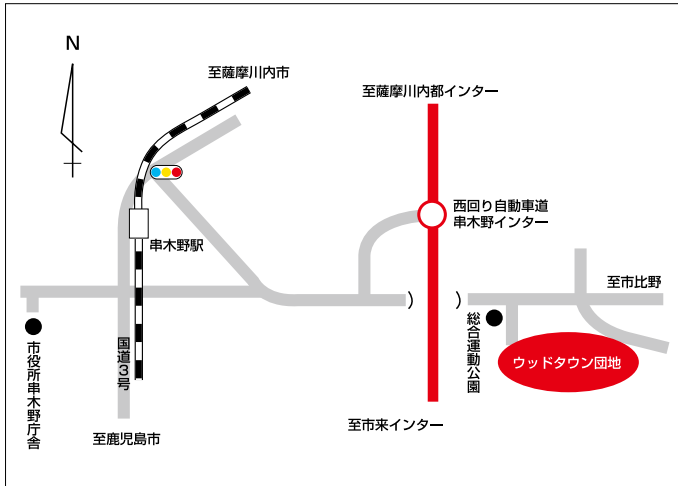 N
至薩摩川内市
至薩摩川内都インター
西回り自動車道
串木野インター
串木野駅
至市比野
総合運動公園
ウッドタウン団地
国道3号
市役所串木野庁舎
至市来インター
至鹿児島市